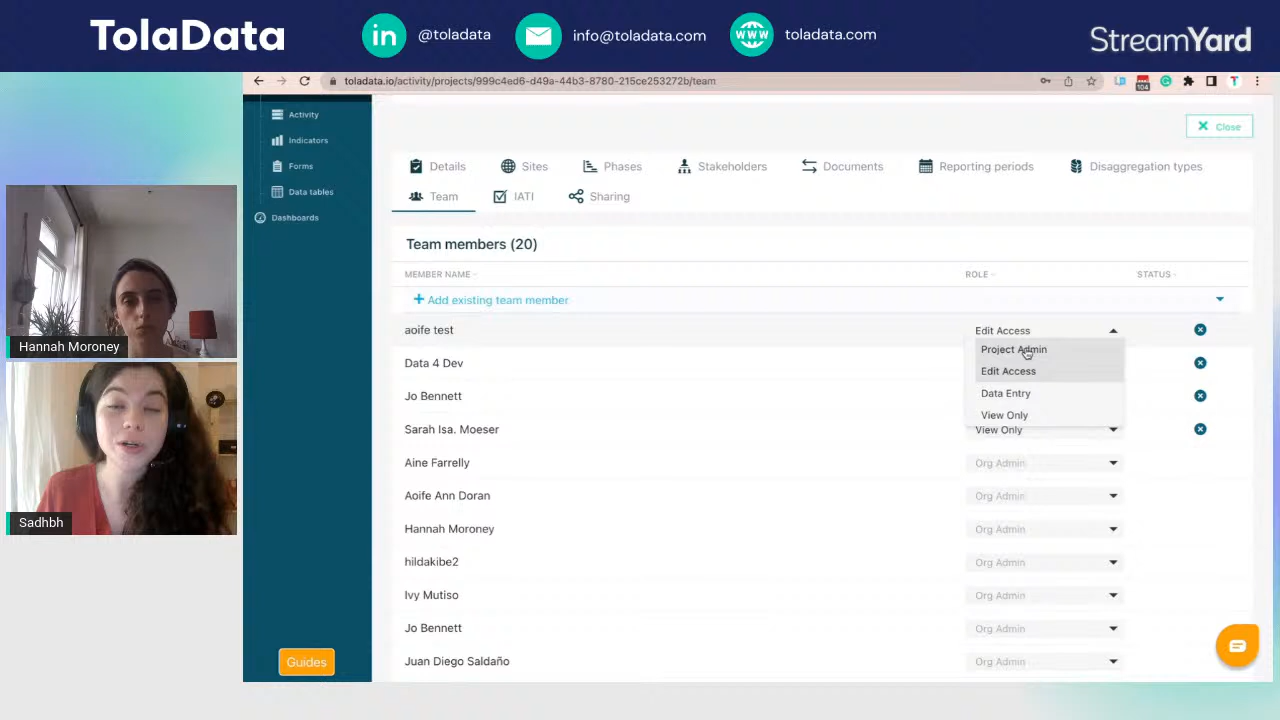 TolaData
in
@toladata
info@toladata.com
www
toladata.com
StreamYard
toladata.io/activity/projects/999c4ed6-d49a-44b3-8780-215ce253272b/team
104
T
Activity
Indicators
Forms
Data tables
Dashboards
Close
Details
Sites
Phases
Stakeholders
Documents
Reporting periods
Disaggregation types
Team
IATI
Sharing
Team members (20)
MEMBER NAME
ROLE
STATUS
+ Add existing team member
aoife test
Edit Access
Project Admin
Edit Access
Data Entry
View Only
Data 4 Dev
Jo Bennett
Sarah Isa. Moeser
View Only
Aine Farrelly
Org Admin
Aoife Ann Doran
Org Admin
Hannah Moroney
Org Admin
hildakibe2
Org Admin
Ivy Mutiso
Org Admin
Jo Bennett
Org Admin
Juan Diego Saldaño
Org Admin
Guides
Hannah Moroney
Sadhbh